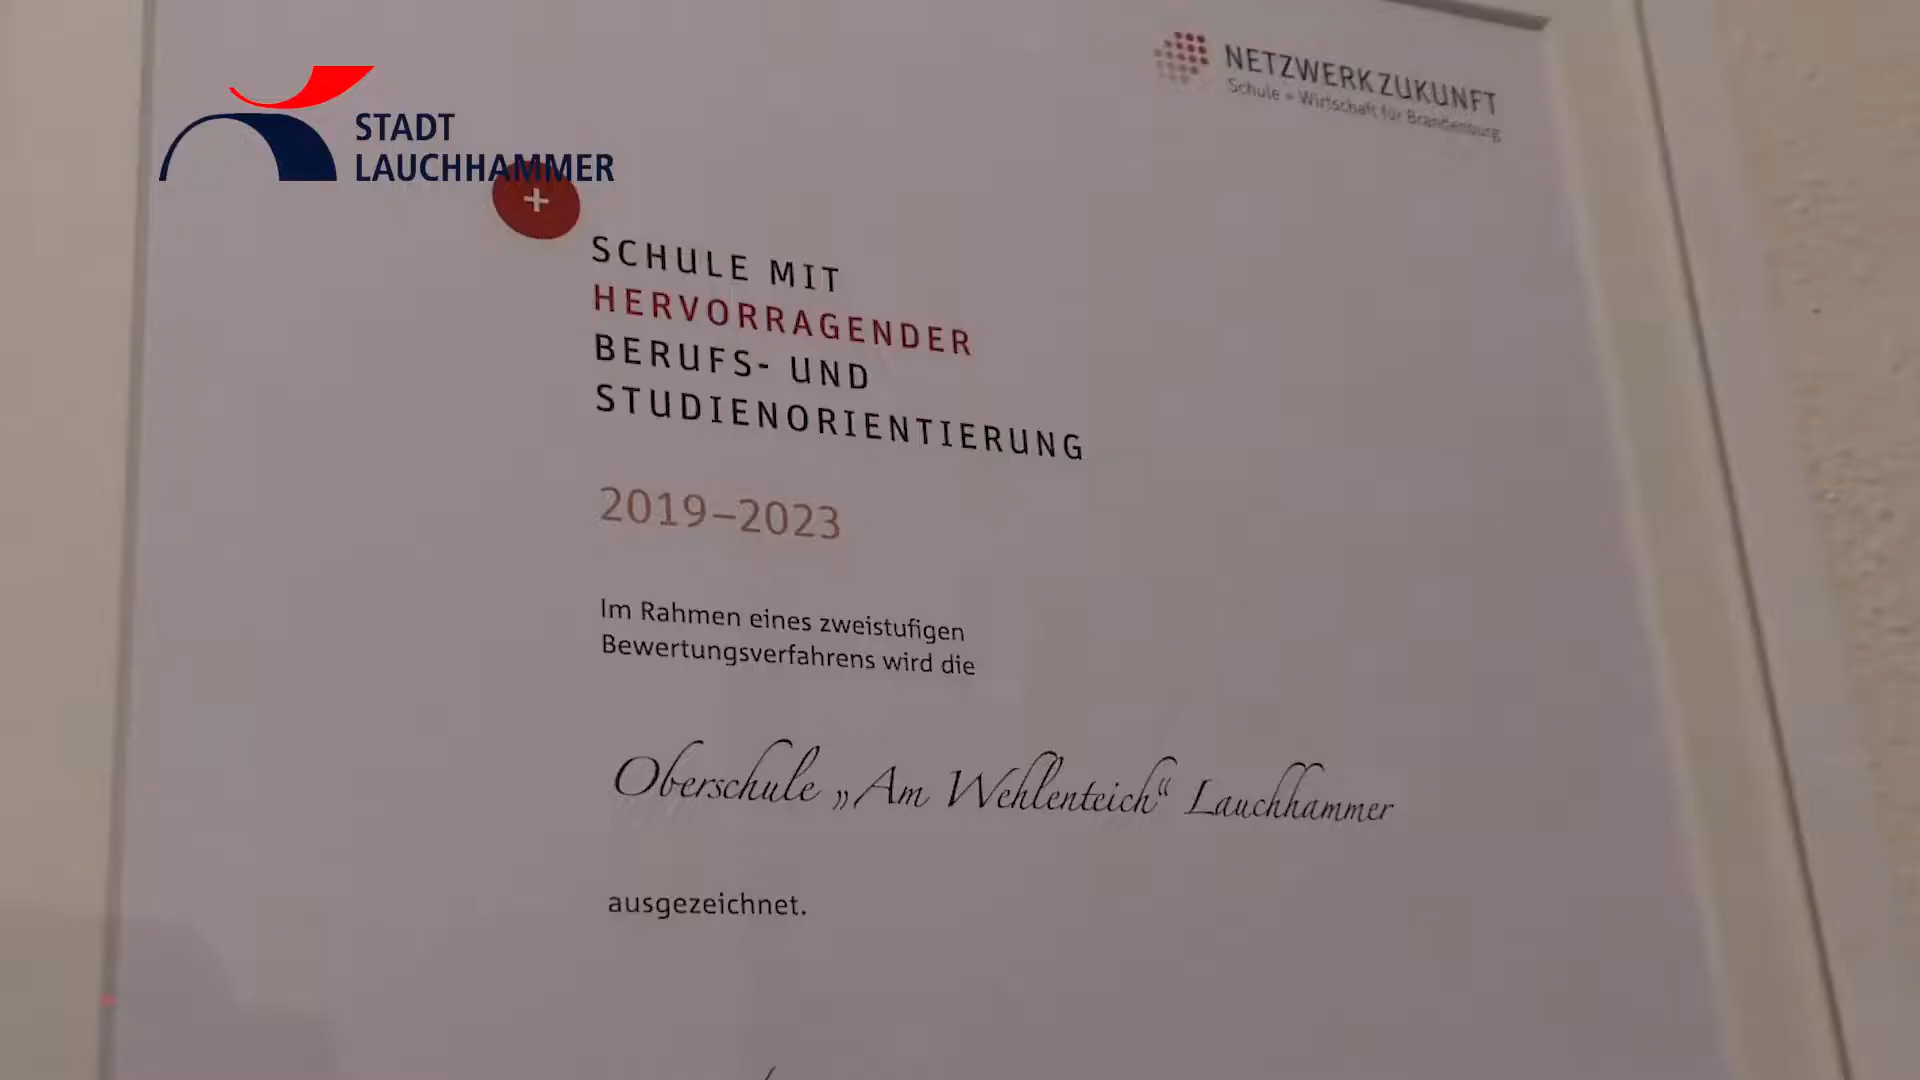 STADT
LAUCHHAMMER
NETZWERK ZUKUNFT
Schule + Wirtschaft für Brandenburg
+
SCHULE MIT
HERVORRAGENDER
BERUFS- UND
STUDIENORIENTIERUNG
2019–2023
Im Rahmen eines zweistufigen
Bewertungsverfahrens wird die
Oberschule „Am Wehlenteich“ Lauchhammer
ausgezeichnet.